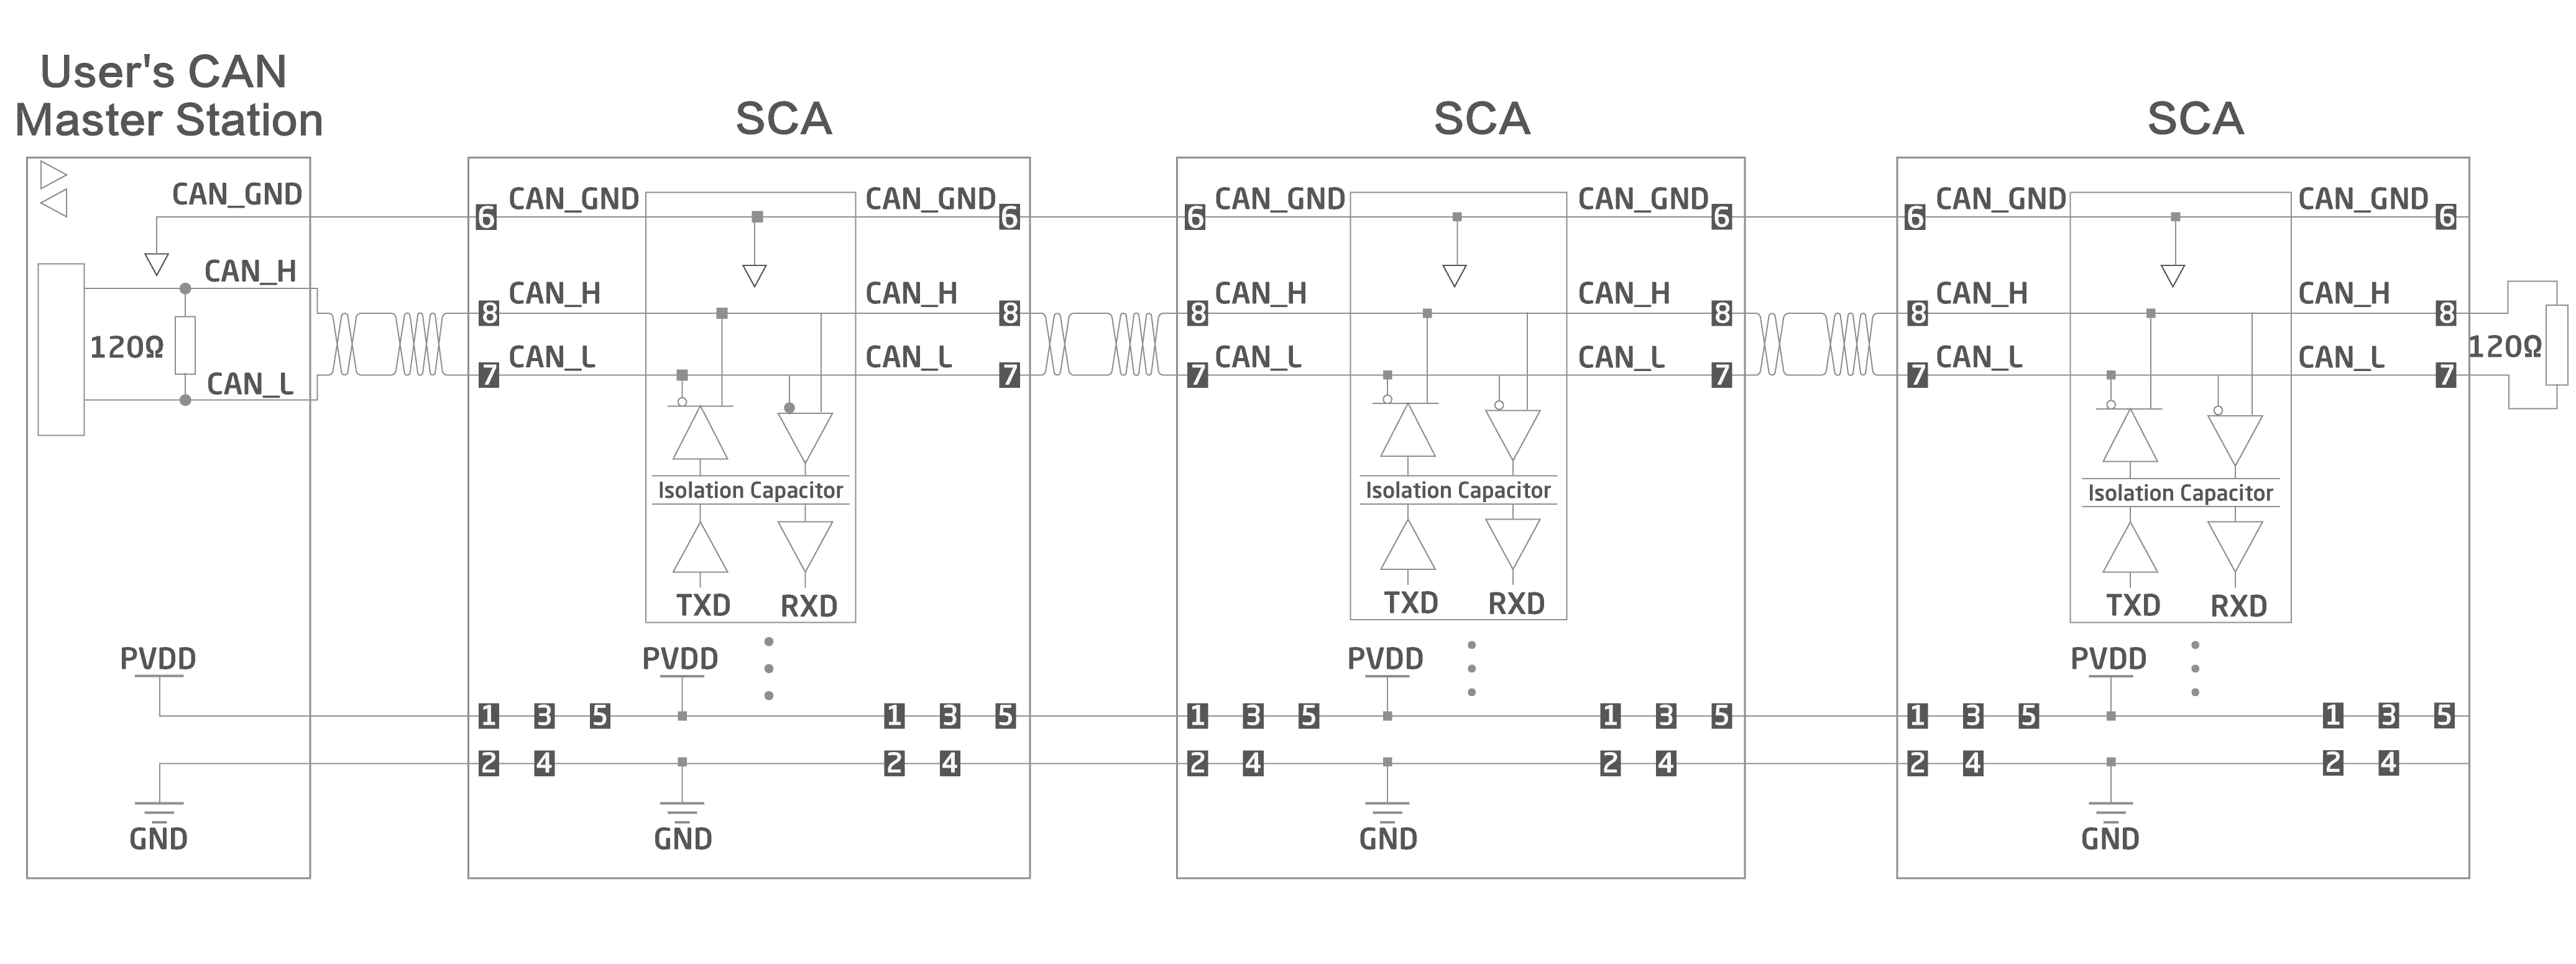 User's CAN
Master Station
SCA
SCA
SCA
CAN_GND
CAN_H
120Ω
CAN_L
PVDD
GND
6 CAN_GND CAN_GND 6
8 CAN_H CAN_H 8
7 CAN_L CAN_L 7
Isolation Capacitor
TXD RXD
PVDD
1 3 5 1 3 5
2 4 2 4
GND
6 CAN_GND CAN_GND 6
8 CAN_H CAN_H 8
7 CAN_L CAN_L 7
Isolation Capacitor
TXD RXD
PVDD
1 3 5 1 3 5
2 4 2 4
GND
6 CAN_GND CAN_GND 6
8 CAN_H CAN_H 8
7 CAN_L CAN_L 7
120Ω
Isolation Capacitor
TXD RXD
PVDD
1 3 5 1 3 5
2 4 2 4
GND